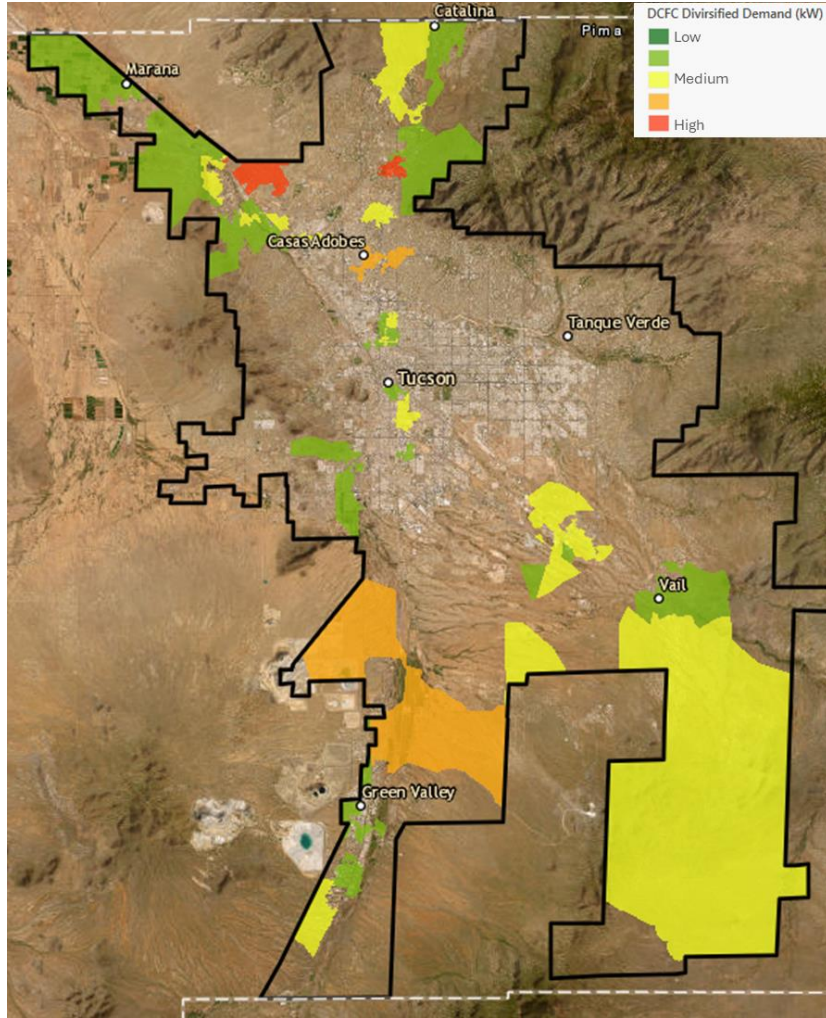 Catalina
Pima
DCFC Divirsified Demand (kW)
Low
Medium
High
Marana
Casas Adobes
Tanque Verde
Tucson
Vail
Green Valley